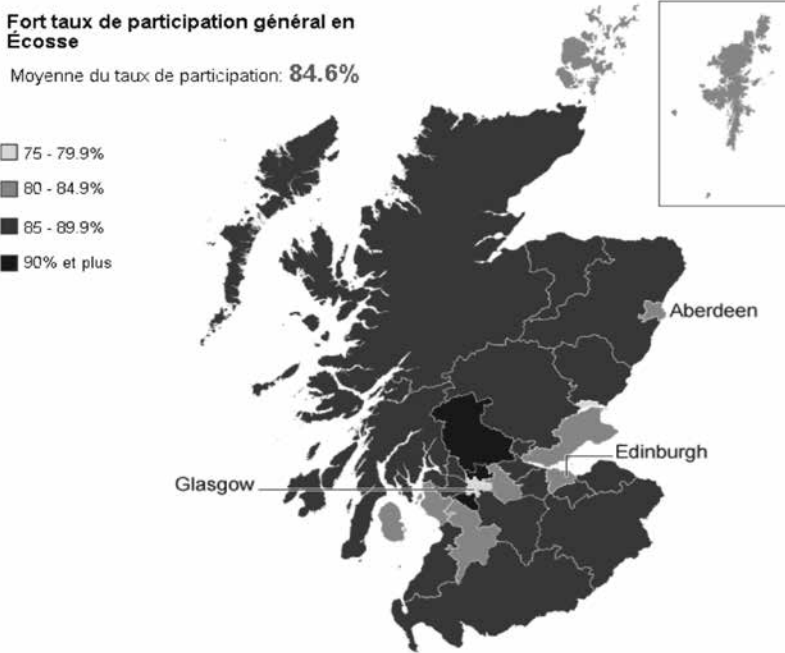 Fort taux de participation général en
Écosse
Moyenne du taux de participation: 84.6%
75 - 79.9%
80 - 84.9%
85 - 89.9%
90% et plus
Aberdeen
Edinburgh
Glasgow